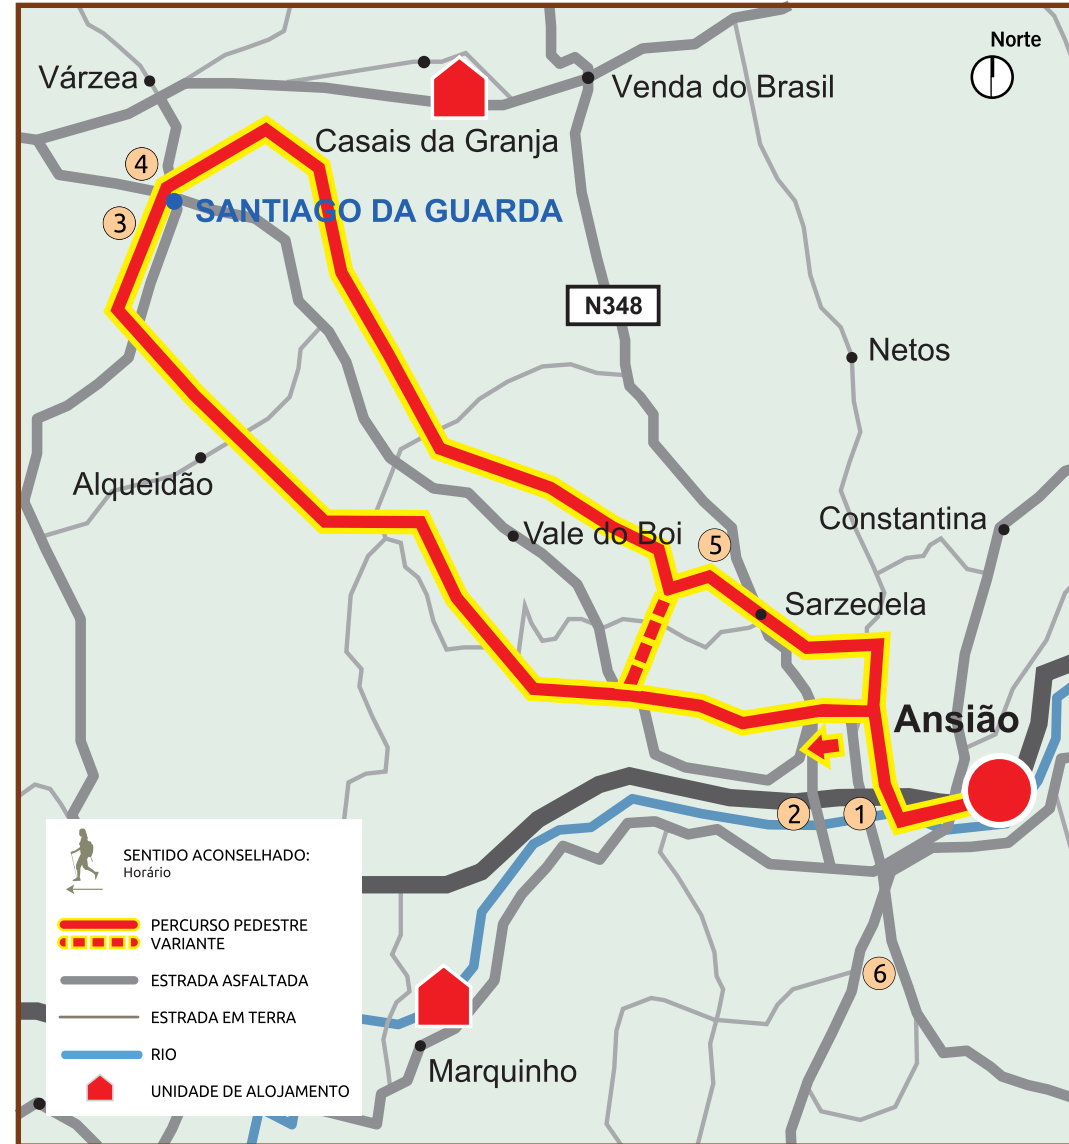 Norte
Várzea
Venda do Brasil
Casais da Granja
4
SANTIAGO DA GUARDA
3
N348
Netos
Alqueidão
Constantina
Vale do Boi
5
Sarzedela
Ansião
2
1
SENTIDO ACONSELHADO:
Horário
PERCURSO PEDESTRE
VARIANTE
6
ESTRADA ASFALTADA
ESTRADA EM TERRA
RIO
Marquinho
UNIDADE DE ALOJAMENTO